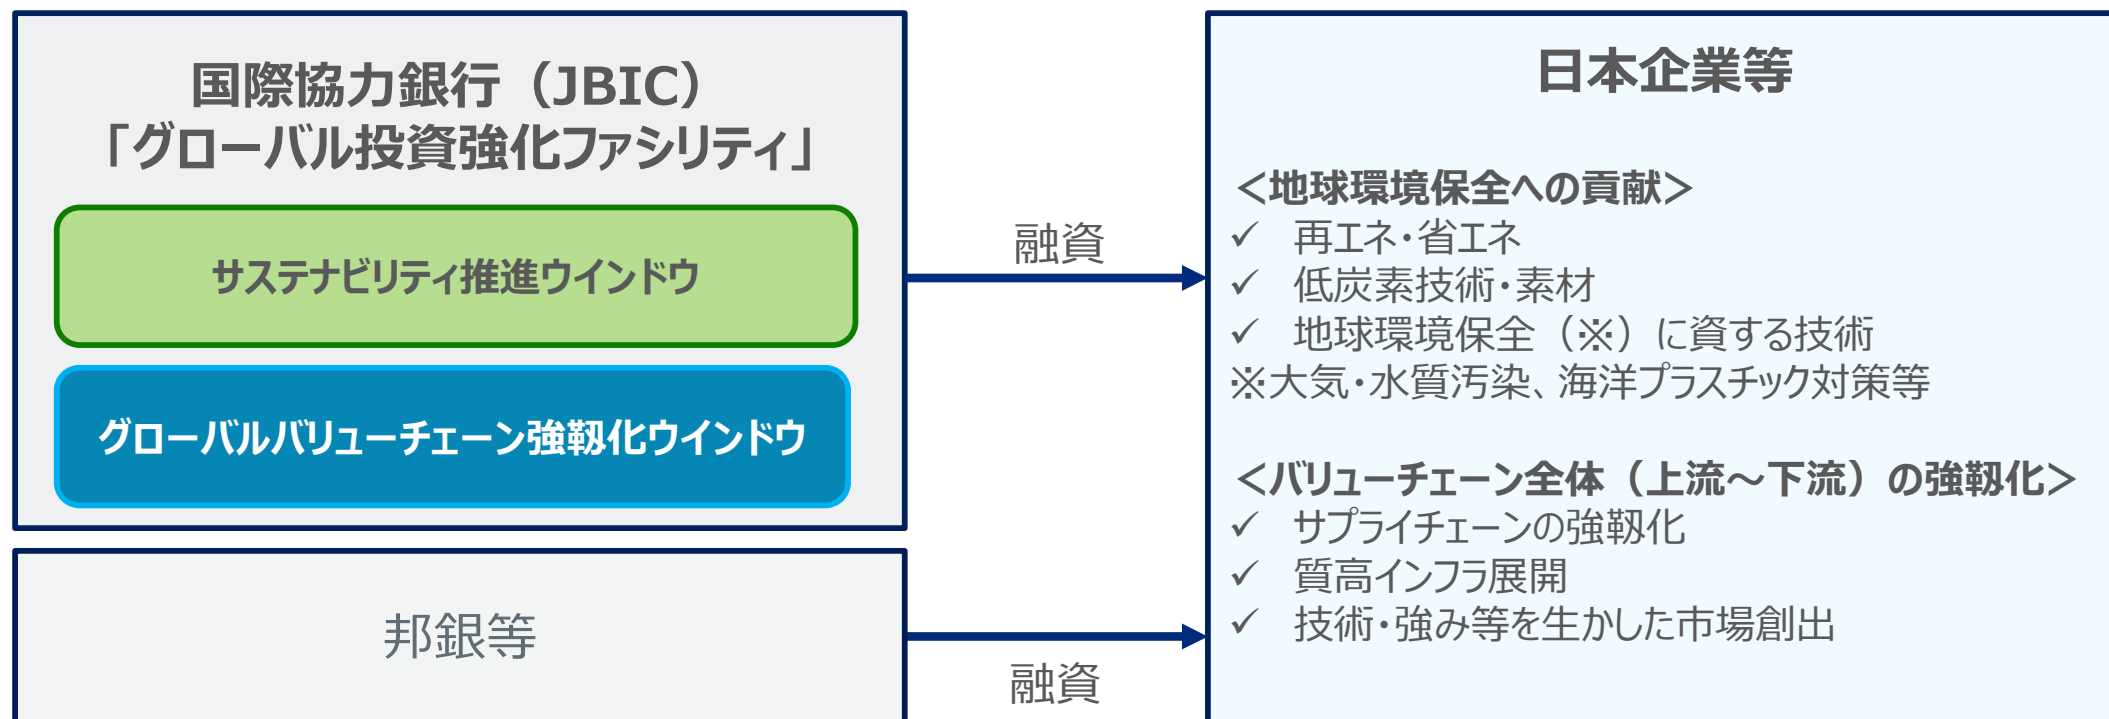 国際協力銀行（JBIC）
「グローバル投資強化ファシリティ」
サステナビリティ推進ウインドウ
グローバルバリューチェーン強靱化ウインドウ
邦銀等
融資
融資
日本企業等
＜地球環境保全への貢献＞
✓ 再エネ・省エネ
✓ 低炭素技術・素材
✓ 地球環境保全（※）に資する技術
※大気・水質汚染、海洋プラスチック対策等
＜バリューチェーン全体（上流～下流）の強靱化＞
✓ サプライチェーンの強靱化
✓ 質高インフラ展開
✓ 技術・強み等を生かした市場創出